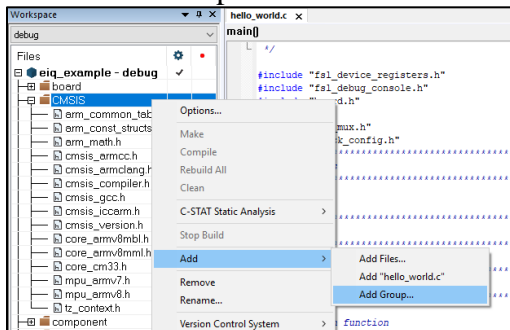 Workspace
debug
Files
eiq_example - debug
board
CMSIS
arm_common_tab
arm_const_structs
arm_math.h
cmsis_armcc.h
cmsis_armclang.h
cmsis_compiler.h
cmsis_gcc.h
cmsis_iccarm.h
cmsis_version.h
core_armv8mbl.h
core_armv8mml.h
core_cm33.h
mpu_armv7.h
mpu_armv8.h
tz_context.h
component
hello_world.c x
main()
*/
#include "fsl_device_registers.h"
#include "fsl_debug_console.h"
rd.h"
mux.h"
k_config.h"
*******************************
function
Options...
Make
Compile
Rebuild All
Clean
C-STAT Static Analysis >
Stop Build
Add >
Remove
Rename...
Version Control System >
Add Files...
Add "hello_world.c"
Add Group...